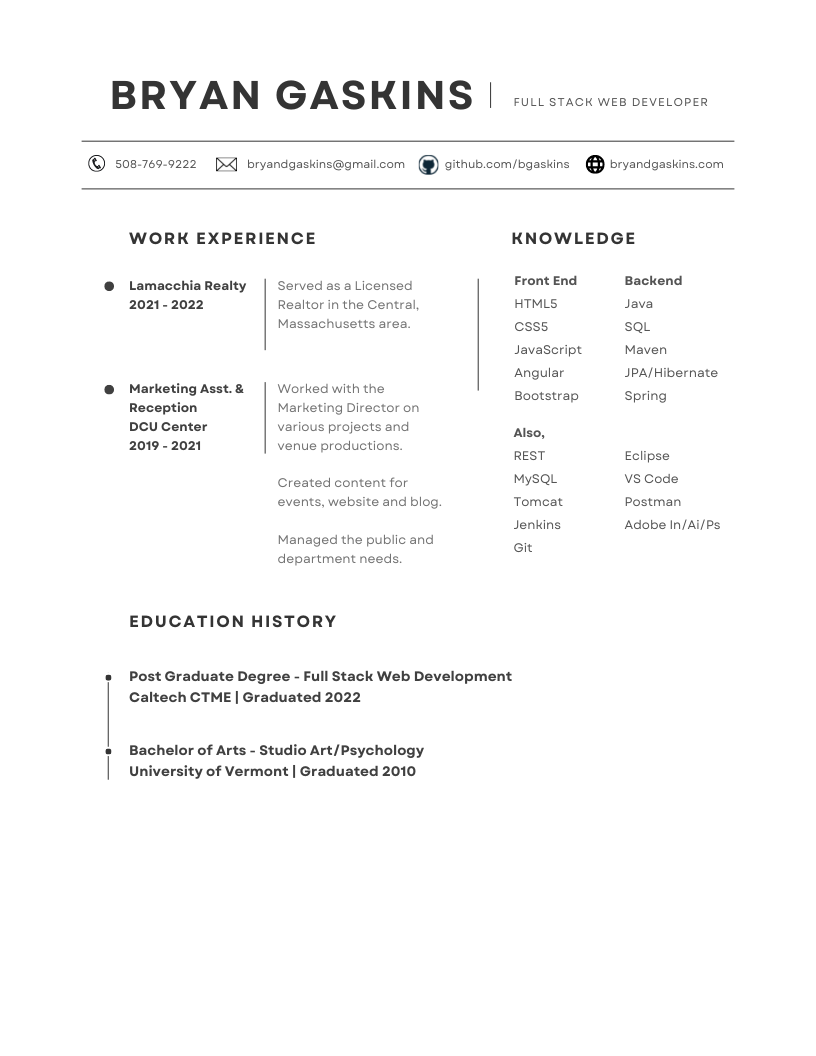 BRYAN GASKINS
FULL STACK WEB DEVELOPER
508-769-9222 bryandgaskins@gmail.com github.com/bgaskins bryandgaskins.com
WORK EXPERIENCE
Lamacchia Realty
2021 - 2022
Served as a Licensed
Realtor in the Central,
Massachusetts area.
Marketing Asst. &
Reception
DCU Center
2019 - 2021
Worked with the
Marketing Director on
various projects and
venue productions.
Created content for
events, website and blog.
Managed the public and
department needs.
KNOWLEDGE
Front End Backend
HTML5 Java
CSS5 SQL
JavaScript Maven
Angular JPA/Hibernate
Bootstrap Spring
Also,
REST Eclipse
MySQL VS Code
Tomcat Postman
Jenkins Adobe In/Ai/Ps
Git
EDUCATION HISTORY
Post Graduate Degree - Full Stack Web Development
Caltech CTME | Graduated 2022
Bachelor of Arts - Studio Art/Psychology
University of Vermont | Graduated 2010